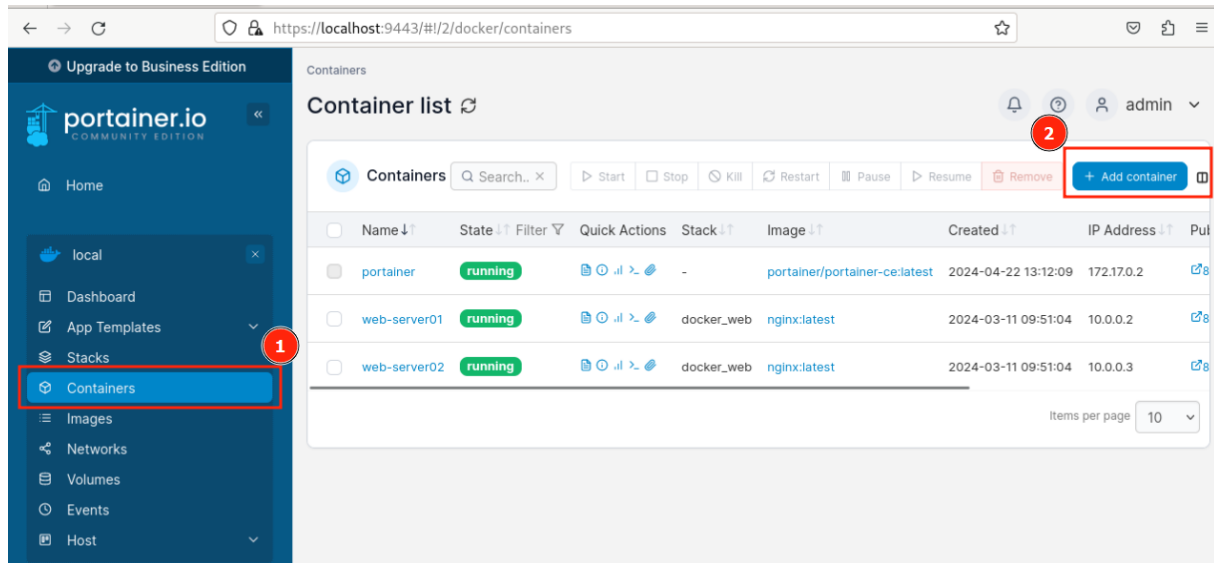 https://localhost:9443/#!/2/docker/containers
Upgrade to Business Edition
portainer.io
COMMUNITY EDITION
Home
local
Dashboard
App Templates
Stacks
1
Containers
Images
Networks
Volumes
Events
Host
Containers
Container list
admin
2
Containers Search.. Start Stop Kill Restart Pause Resume Remove + Add container
Name State Filter Quick Actions Stack Image Created IP Address Pul
portainer running - portainer/portainer-ce:latest 2024-04-22 13:12:09 172.17.0.2 8
web-server01 running docker_web nginx:latest 2024-03-11 09:51:04 10.0.0.2 8
web-server02 running docker_web nginx:latest 2024-03-11 09:51:04 10.0.0.3 8
Items per page 10